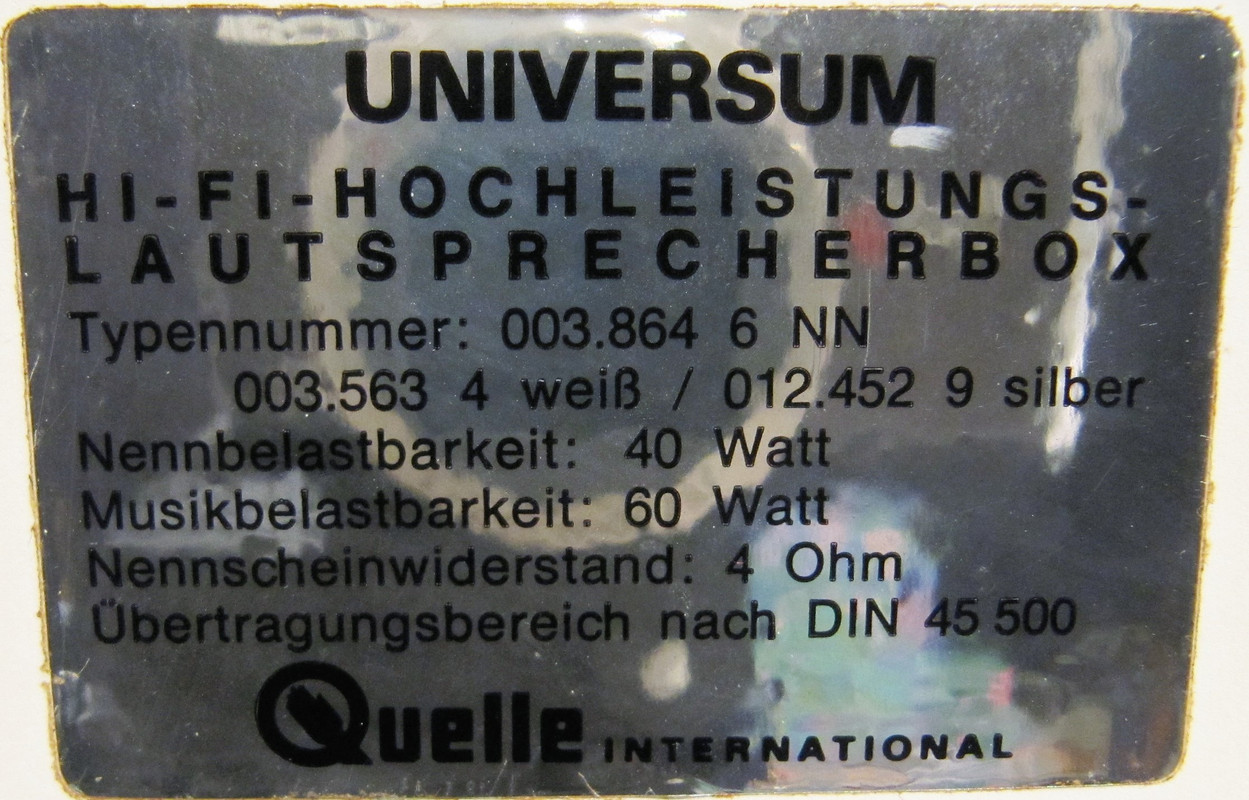 UNIVERSUM
HI-FI-HOCHLEISTUNGS-
LAUTSPRECHERBOX
Typennummer: 003.864 6 NN
003.563 4 weiß / 012.452 9 silber
Nennbelastbarkeit: 40 Watt
Musikbelastbarkeit: 60 Watt
Nennscheinwiderstand: 4 Ohm
Übertragungsbereich nach DIN 45 500
Quelle INTERNATIONAL